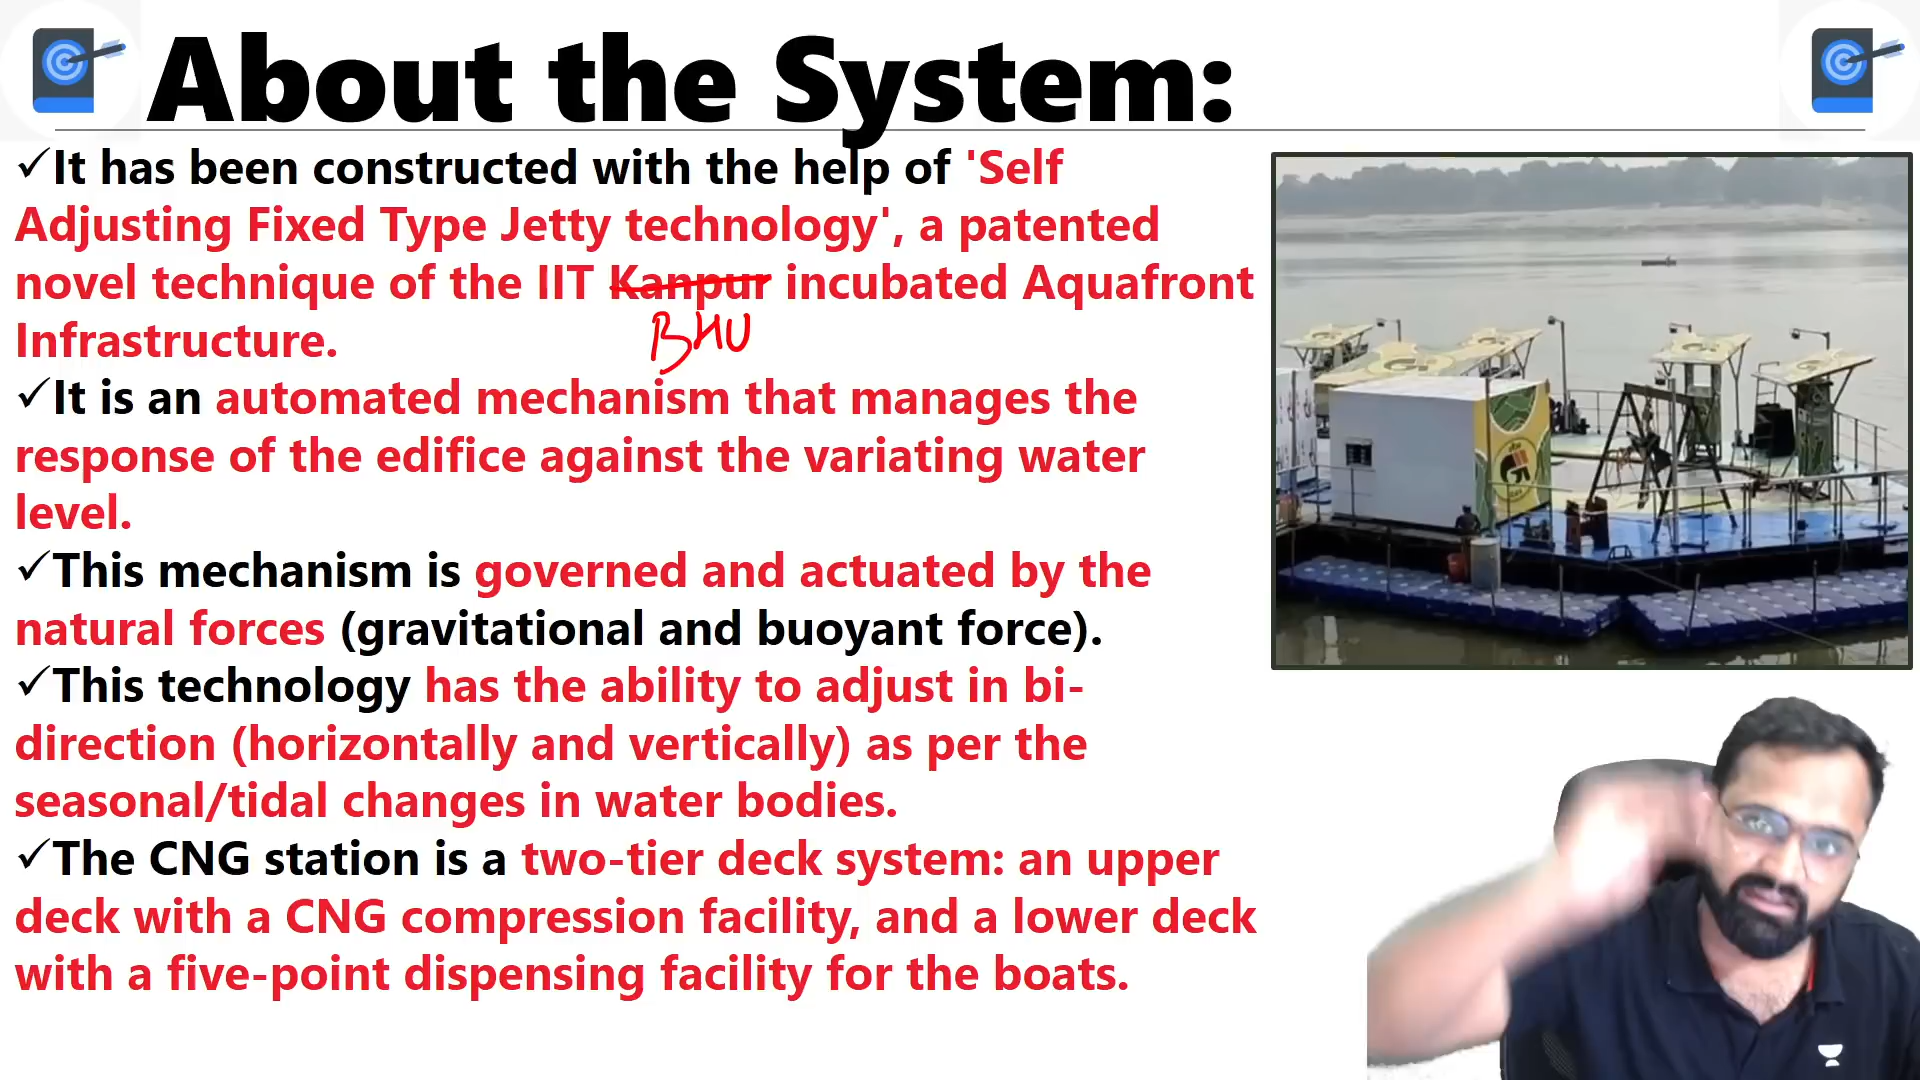 About the System:
✓It has been constructed with the help of 'Self
Adjusting Fixed Type Jetty technology', a patented
novel technique of the IIT Kanpur incubated Aquafront
BHU
Infrastructure.
✓It is an automated mechanism that manages the
response of the edifice against the variating water
level.
✓This mechanism is governed and actuated by the
natural forces (gravitational and buoyant force).
✓This technology has the ability to adjust in bi-
direction (horizontally and vertically) as per the
seasonal/tidal changes in water bodies.
✓The CNG station is a two-tier deck system: an upper
deck with a CNG compression facility, and a lower deck
with a five-point dispensing facility for the boats.